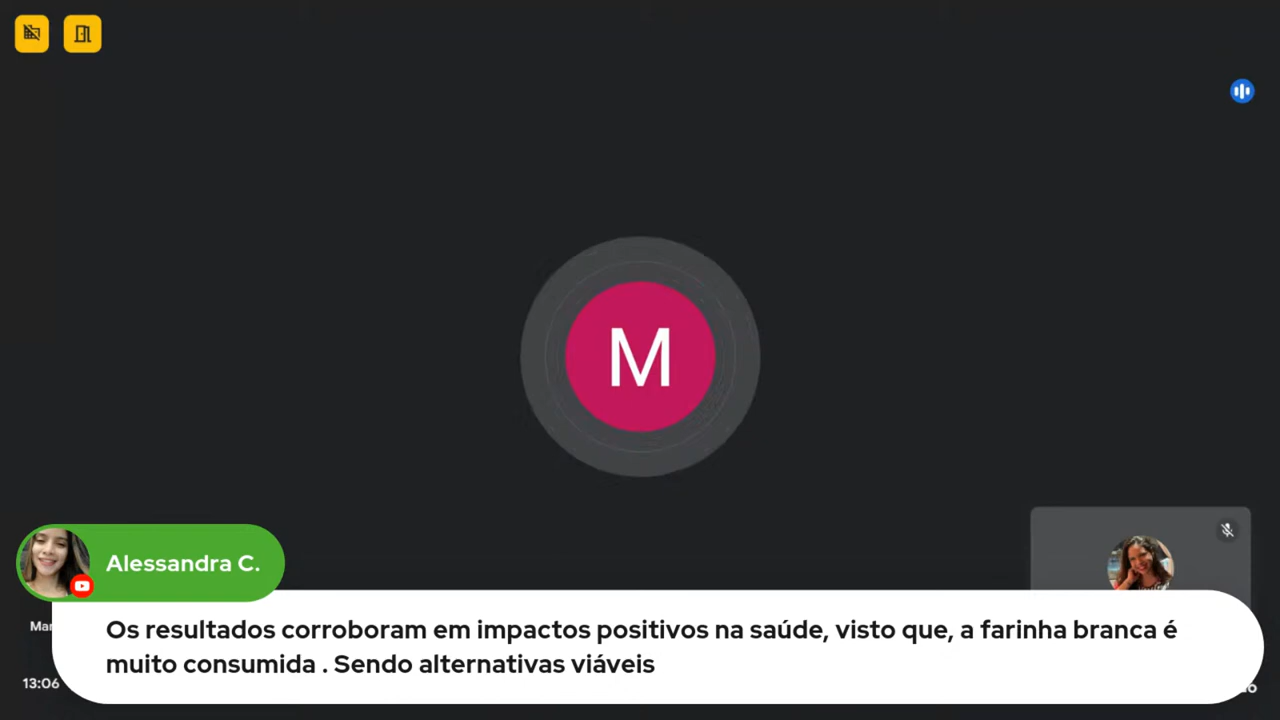 M
Alessandra C.
Os resultados corroboram em impactos positivos na saúde, visto que, a farinha branca é
muito consumida . Sendo alternativas viáveis
13:06